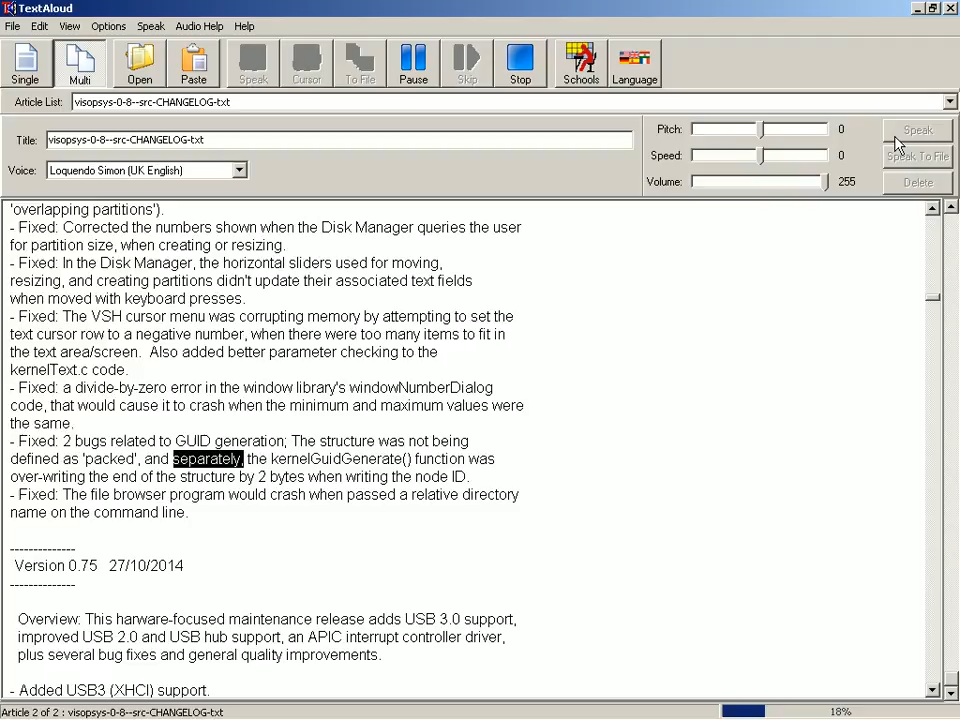 TextAloud
File Edit View Options Speak Audio Help Help
Single Multi Open Paste Speak Cursor To File Pause Skip Stop Schools Language
Article List: visopsys-0-8--src-CHANGELOG-txt
Title: visopsys-0-8--src-CHANGELOG-txt
Voice: Loquendo Simon (UK English)
Pitch: 0 Speak
Speed: 0 Speak To File
Volume: 255 Delete
'overlapping partitions').
- Fixed: Corrected the numbers shown when the Disk Manager queries the user
for partition size, when creating or resizing.
- Fixed: In the Disk Manager, the horizontal sliders used for moving,
resizing, and creating partitions didn't update their associated text fields
when moved with keyboard presses.
- Fixed: The VSH cursor menu was corrupting memory by attempting to set the
text cursor row to a negative number, when there were too many items to fit in
the text area/screen.  Also added better parameter checking to the
kernelText.c code.
- Fixed: a divide-by-zero error in the window library's windowNumberDialog
code, that would cause it to crash when the minimum and maximum values were
the same.
- Fixed: 2 bugs related to GUID generation; The structure was not being
defined as 'packed', and separately, the kernelGuidGenerate() function was
over-writing the end of the structure by 2 bytes when writing the node ID.
- Fixed: The file browser program would crash when passed a relative directory
name on the command line.
--------------
Version 0.75   27/10/2014
--------------
Overview: This harware-focused maintenance release adds USB 3.0 support,
improved USB 2.0 and USB hub support, an APIC interrupt controller driver,
plus several bug fixes and general quality improvements.
- Added USB3 (XHCI) support.
Article 2 of 2 : visopsys-0-8--src-CHANGELOG-txt 18%